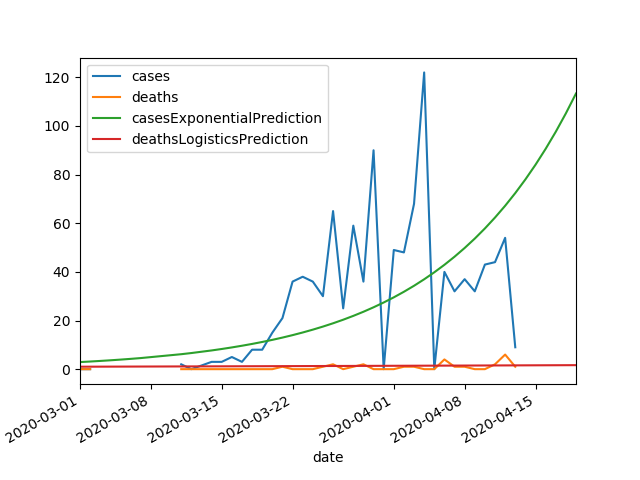 120
100
80
60
40
20
0
cases
deaths
casesExponentialPrediction
deathsLogisticsPrediction
2020-03-01
2020-03-08
2020-03-15
2020-03-22
2020-04-01
2020-04-08
2020-04-15
date